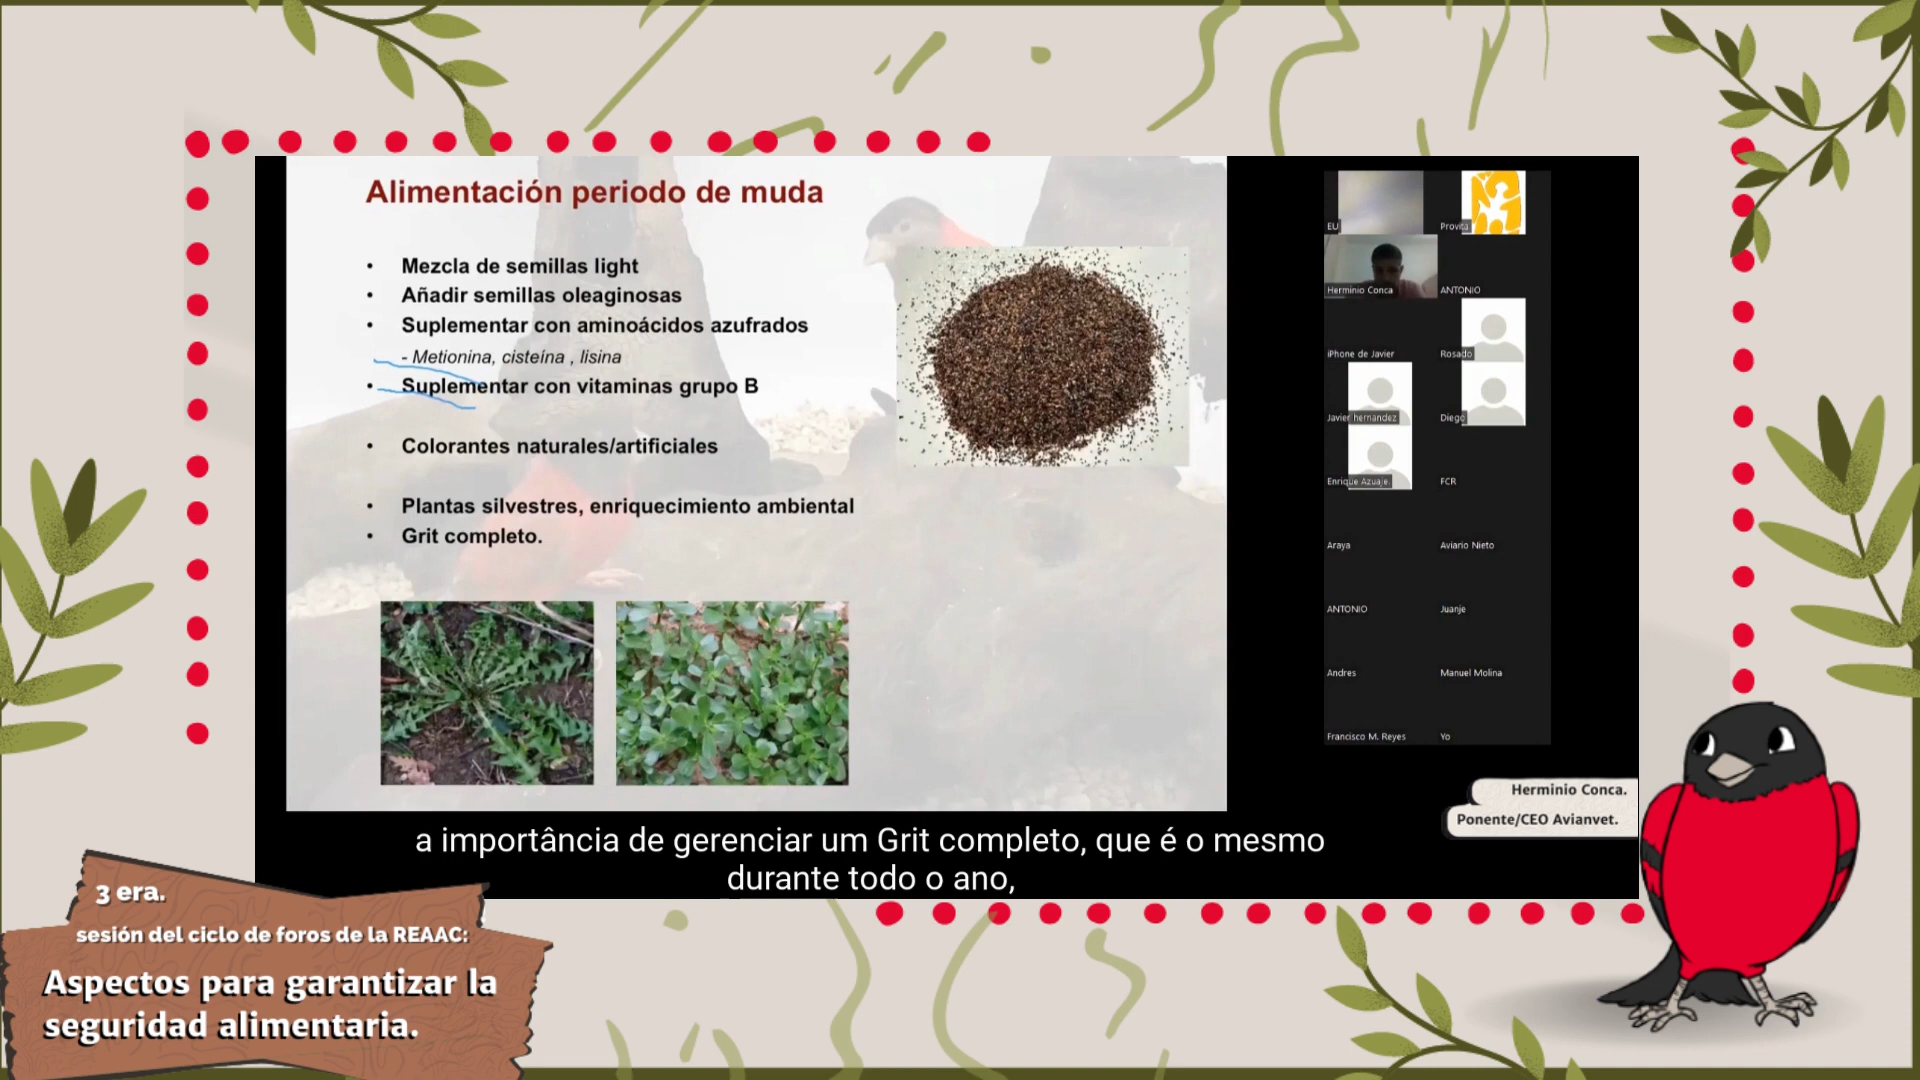 Alimentación periodo de muda
• Mezcla de semillas light
• Añadir semillas oleaginosas
• Suplementar con aminoácidos azufrados
- Metionina, cisteína , lisina
• Suplementar con vitaminas grupo B
• Colorantes naturales/artificiales
• Plantas silvestres, enriquecimiento ambiental
• Grit completo.
EU
Provita
Herminio Conca
ANTONIO
iPhone de Javier
Rosado
Javier hernandez
Diego
Enrique Azuaje.
FCR
Araya
Aviario Nieto
ANTONIO
Juanje
Andres
Manuel Molina
Francisco M. Reyes
Yo
Herminio Conca.
Ponente/CEO Avianvet.
a importância de gerenciar um Grit completo, que é o mesmo
durante todo o ano,
3 era.
sesión del ciclo de foros de la REAAC:
Aspectos para garantizar la
seguridad alimentaria.